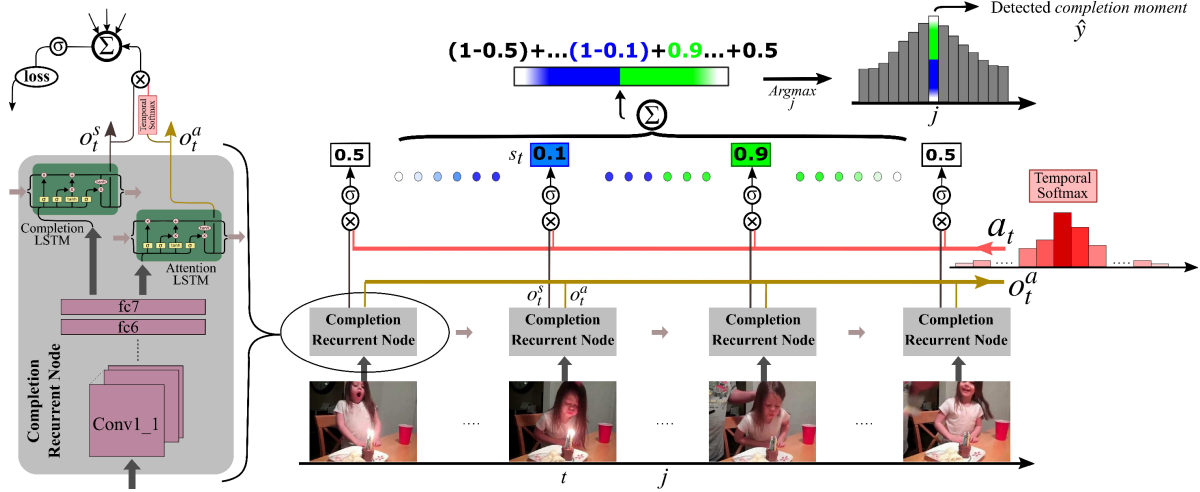 Detected completion moment
ŷ
σ
Σ
loss
Temporal
Softmax
(1-0.5)+...(1-0.1)+0.9...+0.5
Argmax
j
j
Σ
o_t^s
o_t^a
0.5
s_t
0.1
0.9
0.5
σ
σ
σ
σ
Temporal
Softmax
Completion
LSTM
Attention
LSTM
a_t
....
....
o_t^a
o_t^s
o_t^a
fc7
fc6
Completion
Recurrent Node
Completion
Recurrent Node
Completion
Recurrent Node
Completion
Recurrent Node
Completion
Recurrent Node
Conv1_1
....
....
....
t
j